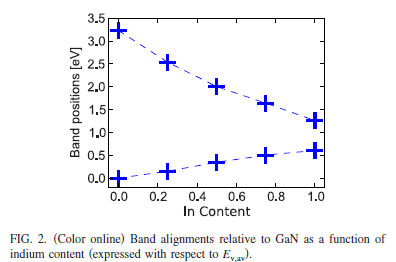 3.5
3.0
2.5
2.0
1.5
1.0
0.5
0.0
Band positions [eV]
0.0 0.2 0.4 0.6 0.8 1.0
In Content
FIG. 2. (Color online) Band alignments relative to GaN as a function of
indium content (expressed with respect to Ev,av).